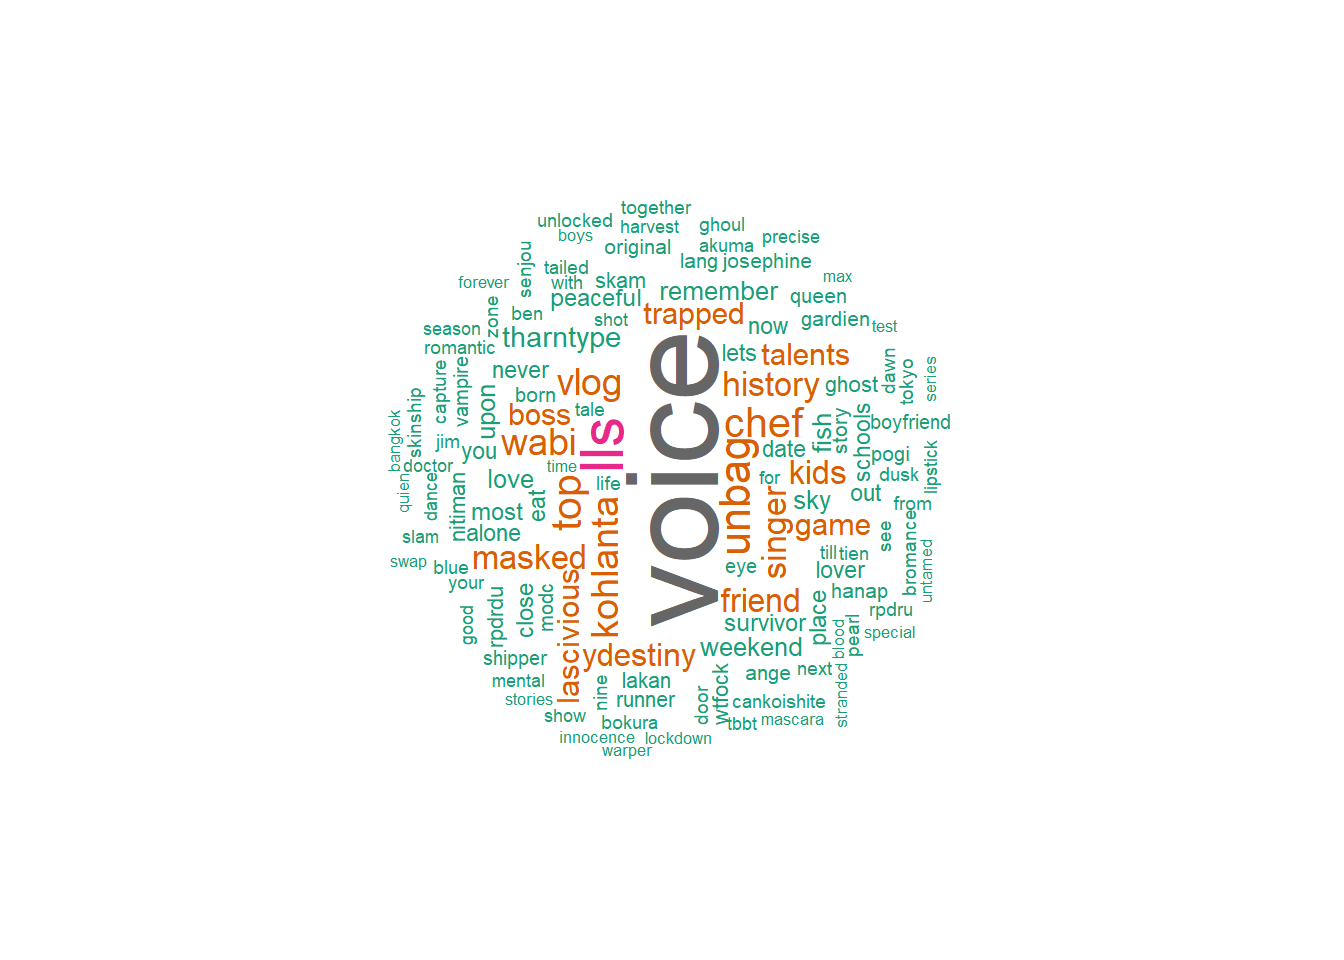 together
unlocked
harvest
ghoul
boys
precise
original
akuma
senjou
lang
josephine
tailed
skam
max
forever
with
peaceful
remember
queen
zone
ben
shot
trapped
now
gardien
test
season
tharntype
romantic
lets
talents
dawn
tokyo
series
capture
vampire
never
vlog
history
ghost
skinship
upon
born
boss
tale
voice
chef
fish
story
schools
boyfriend
bangkok
jim
you
wabi
lls
unbag
date
pogi
doctor
time
love
life
for
kids
dusk
lipstick
quien
dance
nitiman
most
eat
top
kohlanta
singer
sky
out
from
slam
alone
game
see
bromance
swap
blue
masked
eye
till
tien
lover
untamed
your
lascivious
friend
place
hanap
rpdru
good
rpdrdu
close
modc
survivor
blood
pearl
special
shipper
ydestiny
weekend
mental
nine
lakan
ange
next
stranded
stories
runner
door
wtfock
cankoishite
show
bokura
tbbt
mascara
innocence
lockdown
warper